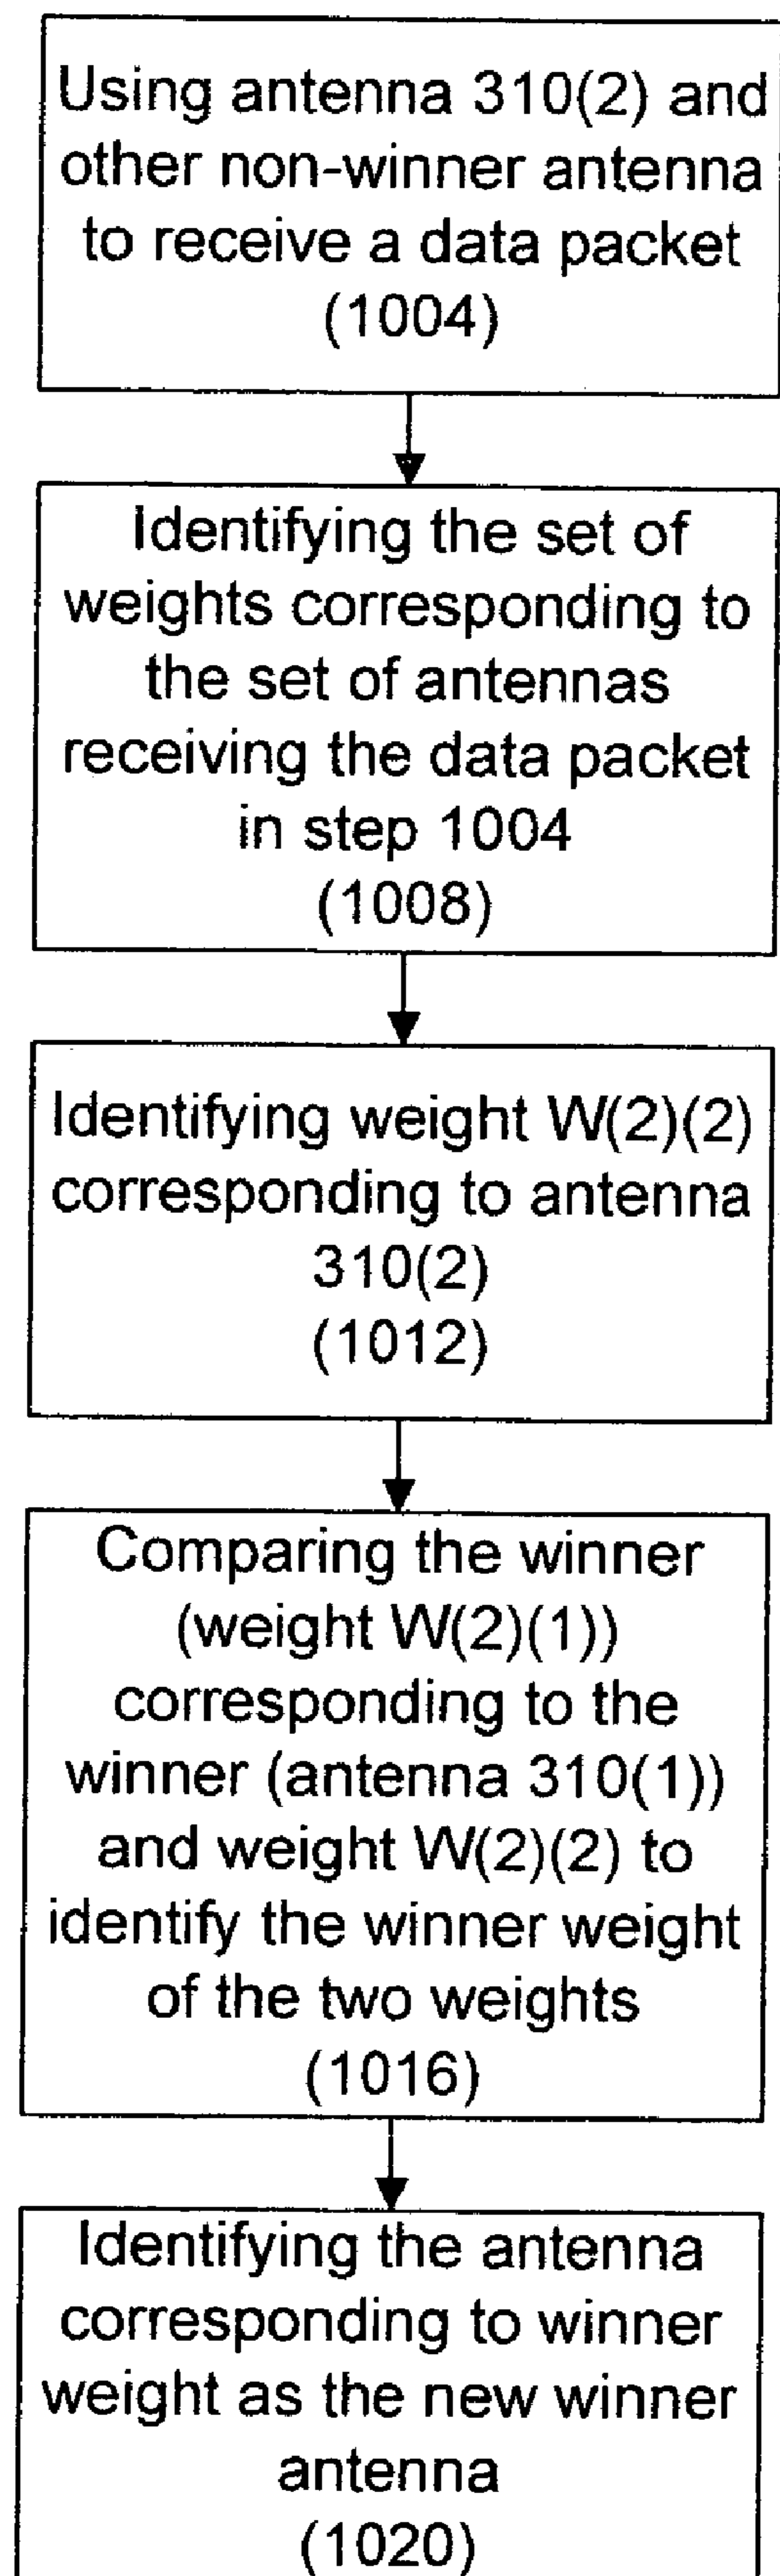 Using antenna 310(2) and
other non-winner antenna
to receive a data packet
(1004)
Identifying the set of
weights corresponding to
the set of antennas
receiving the data packet
in step 1004
(1008)
Identifying weight W(2)(2)
corresponding to antenna
310(2)
(1012)
Comparing the winner
(weight W(2)(1))
corresponding to the
winner (antenna 310(1))
and weight W(2)(2) to
identify the winner weight
of the two weights
(1016)
Identifying the antenna
corresponding to winner
weight as the new winner
antenna
(1020)